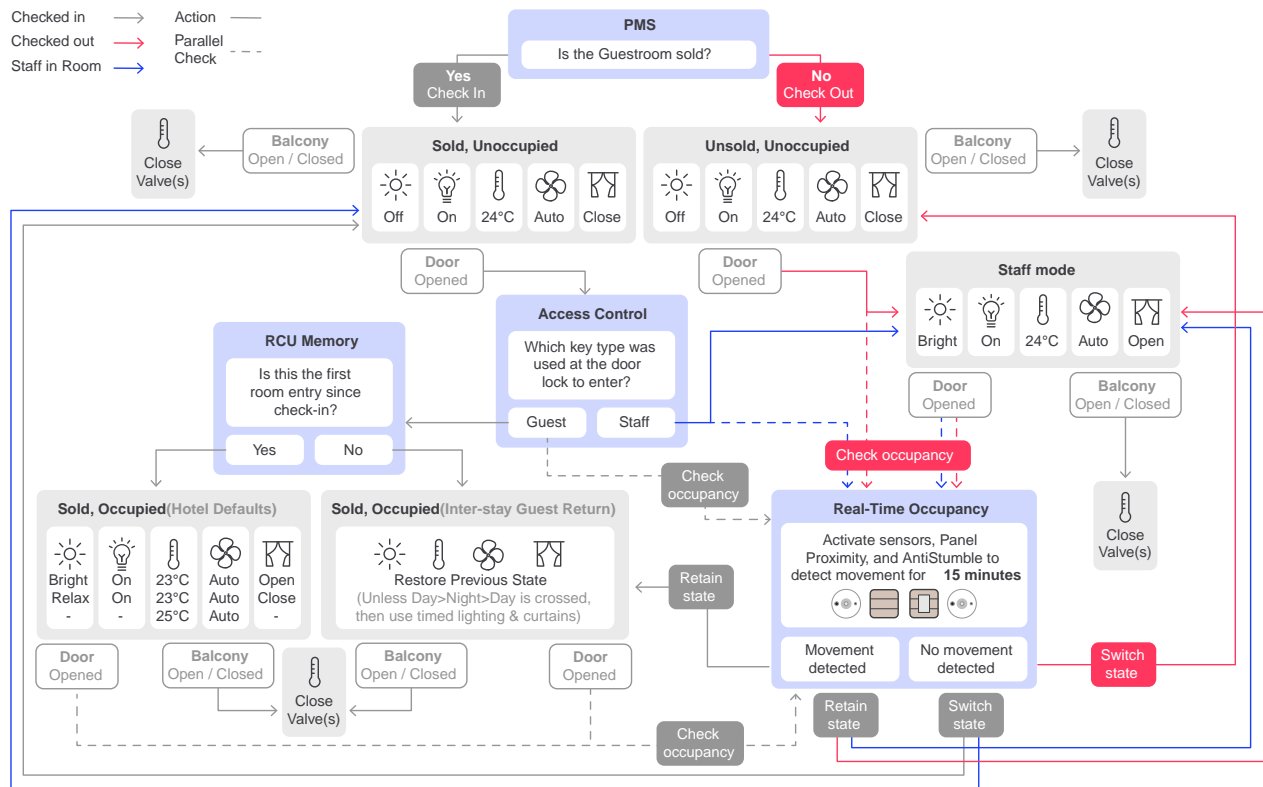 Checked in
Action
Checked out
Parallel
Check
Staff in Room
PMS
Is the Guestroom sold?
Yes
Check In
No
Check Out
Close
Valve(s)
Balcony
Open / Closed
Sold, Unoccupied
Off
On
24°C
Auto
Close
Unsold, Unoccupied
Off
On
24°C
Auto
Close
Balcony
Open / Closed
Close
Valve(s)
Door
Opened
Door
Opened
Staff mode
Bright
On
24°C
Auto
Open
Access Control
Which key type was
used at the door
lock to enter?
Guest
Staff
RCU Memory
Is this the first
room entry since
check-in?
Yes
No
Door
Opened
Balcony
Open / Closed
Check occupancy
Check
occupancy
Close
Valve(s)
Sold, Occupied(Hotel Defaults)
Bright
Relax
-
On
On
-
23°C
23°C
25°C
Auto
Auto
Auto
Open
Close
-
Sold, Occupied(Inter-stay Guest Return)
Restore Previous State
(Unless Day>Night>Day is crossed,
then use timed lighting & curtains)
Retain
state
Real-Time Occupancy
Activate sensors, Panel
Proximity, and AntiStumble to
detect movement for 15 minutes
Movement
detected
No movement
detected
Switch
state
Door
Opened
Balcony
Open / Closed
Close
Valve(s)
Balcony
Open / Closed
Door
Opened
Check
occupancy
Retain
state
Switch
state